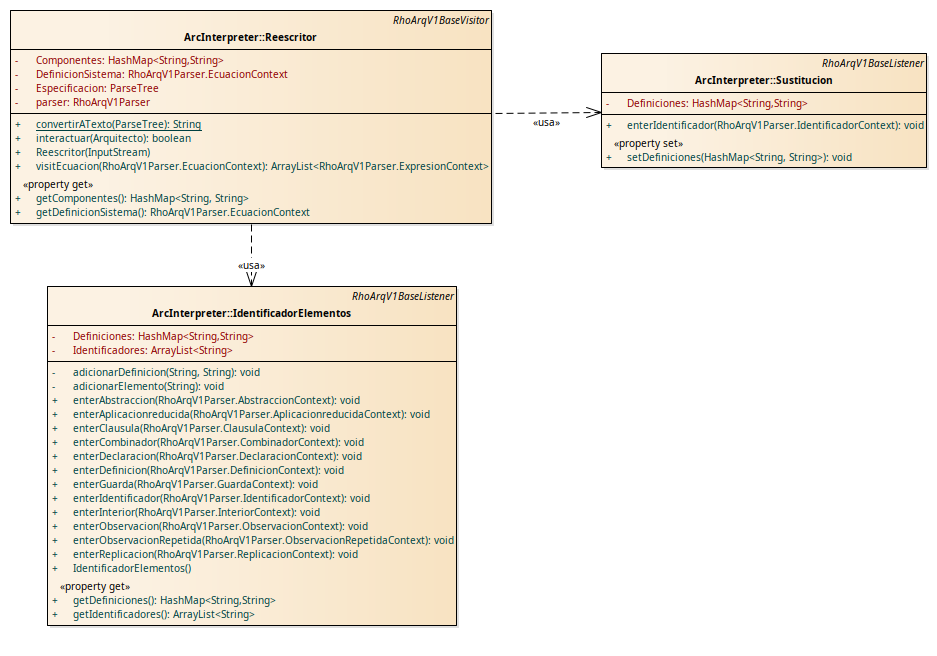 RhoArqV1BaseVisitor
ArcInterpreter::Reescritor
- Componentes: HashMap<String,String>
- DefinicionSistema: RhoArqV1Parser.EcuacionContext
- Especificacion: ParseTree
- parser: RhoArqV1Parser
+ convertirATexto(ParseTree): String
+ interactuar(Arquitecto): boolean
+ Reescritor(InputStream)
+ visitEcuacion(RhoArqV1Parser.EcuacionContext): ArrayList<RhoArqV1Parser.ExpresionContext>
«property get»
+ getComponentes(): HashMap<String, String>
+ getDefinicionSistema(): RhoArqV1Parser.EcuacionContext
«usa»
RhoArqV1BaseListener
ArcInterpreter::Sustitucion
- Definiciones: HashMap<String,String>
+ enterIdentificador(RhoArqV1Parser.IdentificadorContext): void
«property set»
+ setDefiniciones(HashMap<String, String>): void
«usa»
RhoArqV1BaseListener
ArcInterpreter::IdentificadorElementos
- Definiciones: HashMap<String,String>
- Identificadores: ArrayList<String>
- adicionarDefinicion(String, String): void
- adicionarElemento(String): void
+ enterAbstraccion(RhoArqV1Parser.AbstraccionContext): void
+ enterAplicacionreducida(RhoArqV1Parser.AplicacionreducidaContext): void
+ enterClausula(RhoArqV1Parser.ClausulaContext): void
+ enterCombinador(RhoArqV1Parser.CombinadorContext): void
+ enterDeclaracion(RhoArqV1Parser.DeclaracionContext): void
+ enterDefinicion(RhoArqV1Parser.DefinicionContext): void
+ enterGuarda(RhoArqV1Parser.GuardaContext): void
+ enterIdentificador(RhoArqV1Parser.IdentificadorContext): void
+ enterInterior(RhoArqV1Parser.InteriorContext): void
+ enterObservacion(RhoArqV1Parser.ObservacionContext): void
+ enterObservacionRepetida(RhoArqV1Parser.ObservacionRepetidaContext): void
+ enterReplicacion(RhoArqV1Parser.ReplicacionContext): void
+ IdentificadorElementos()
«property get»
+ getDefiniciones(): HashMap<String,String>
+ getIdentificadores(): ArrayList<String>